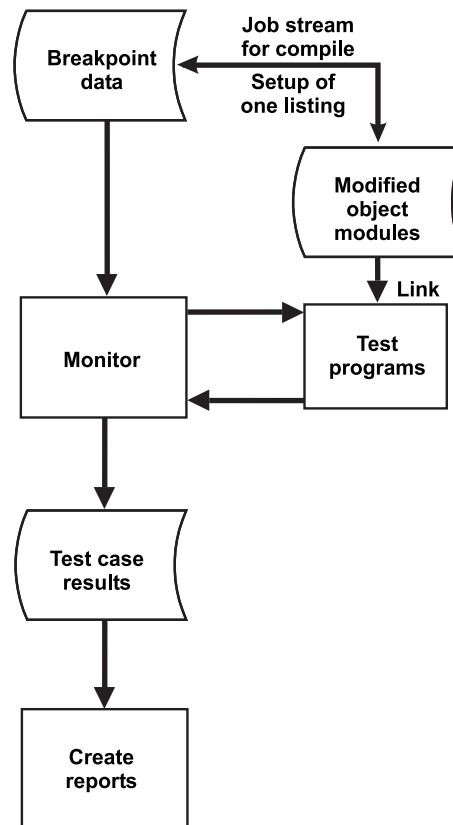 Breakpoint
data
Job stream
for compile
Setup of
one listing
Modified
object
modules
Link
Monitor
Test
programs
Test case
results
Create
reports